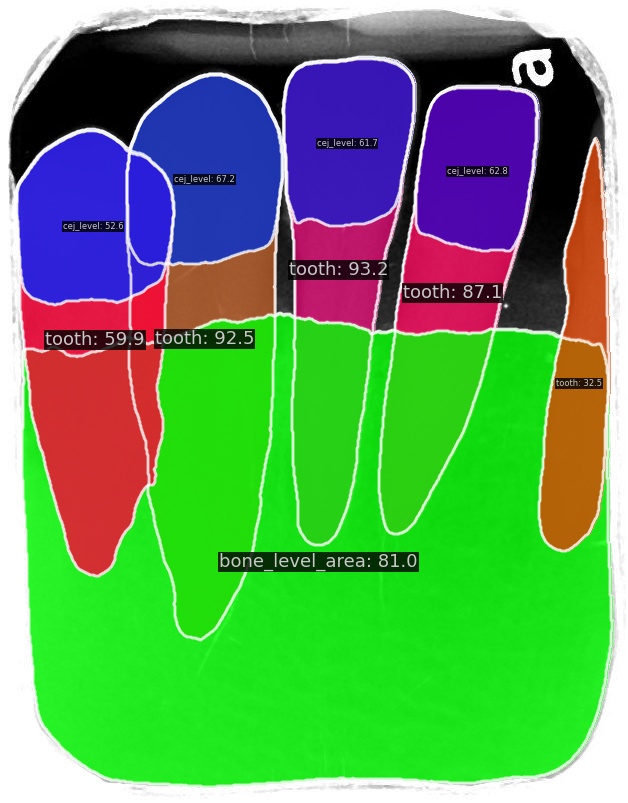 a
cej_level: 61.7
cej_level: 62.8
cej_level: 67.2
cej_level: 52.6
tooth: 93.2
tooth: 87.1
tooth: 59.9
tooth: 92.5
tooth: 32.5
bone_level_area: 81.0